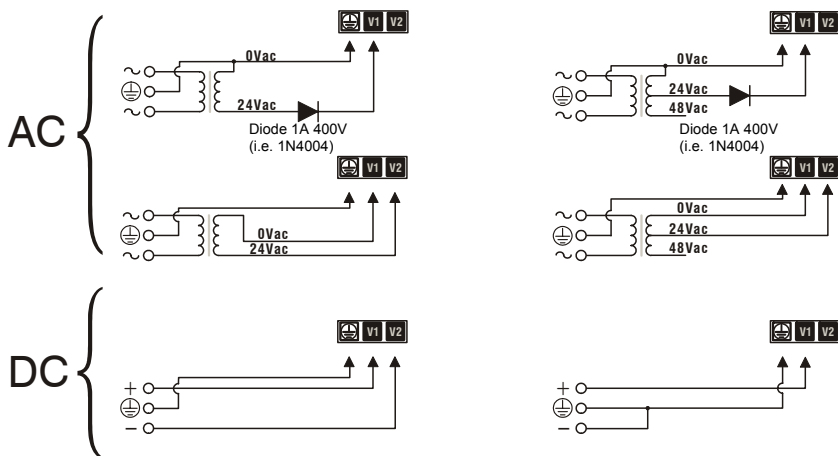 AC
V1 V2
0Vac
24Vac
Diode 1A 400V
(i.e. 1N4004)
V1 V2
0Vac
24Vac
48Vac
Diode 1A 400V
(i.e. 1N4004)
V1 V2
0Vac
24Vac
V1 V2
0Vac
24Vac
48Vac
DC
V1 V2
+
−
V1 V2
+
−